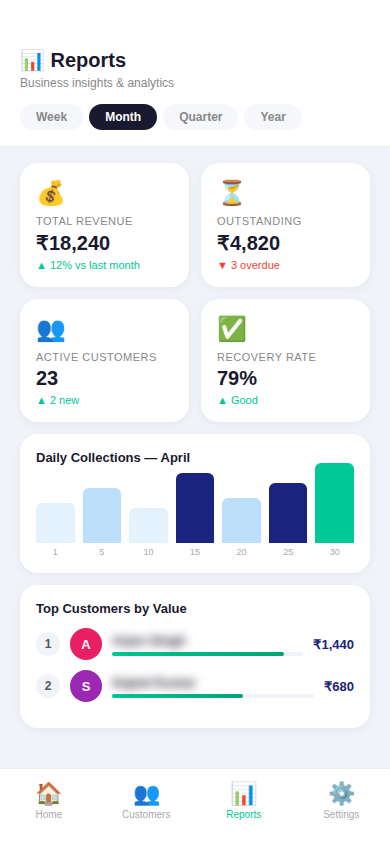 📊 Reports
Business insights & analytics
Week Month Quarter Year
TOTAL REVENUE
₹18,240
▲ 12% vs last month
OUTSTANDING
₹4,820
▼ 3 overdue
ACTIVE CUSTOMERS
23
▲ 2 new
RECOVERY RATE
79%
▲ Good
Daily Collections — April
1 5 10 15 20 25 30
Top Customers by Value
1 A ₹1,440
2 S ₹680
Home Customers Reports Settings